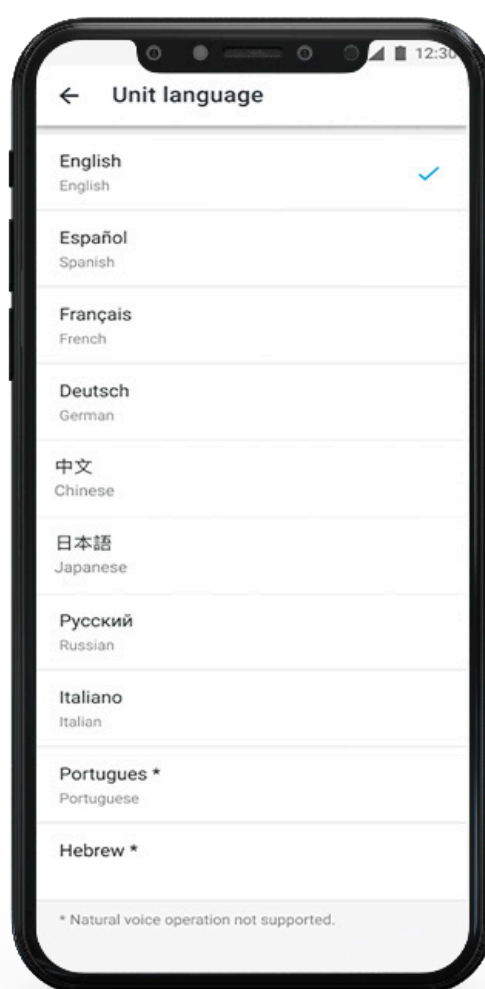 12:30
Unit language
English
English
Español
Spanish
Français
French
Deutsch
German
中文
Chinese
日本語
Japanese
Русский
Russian
Italiano
Italian
Portugues *
Portuguese
Hebrew *
* Natural voice operation not supported.